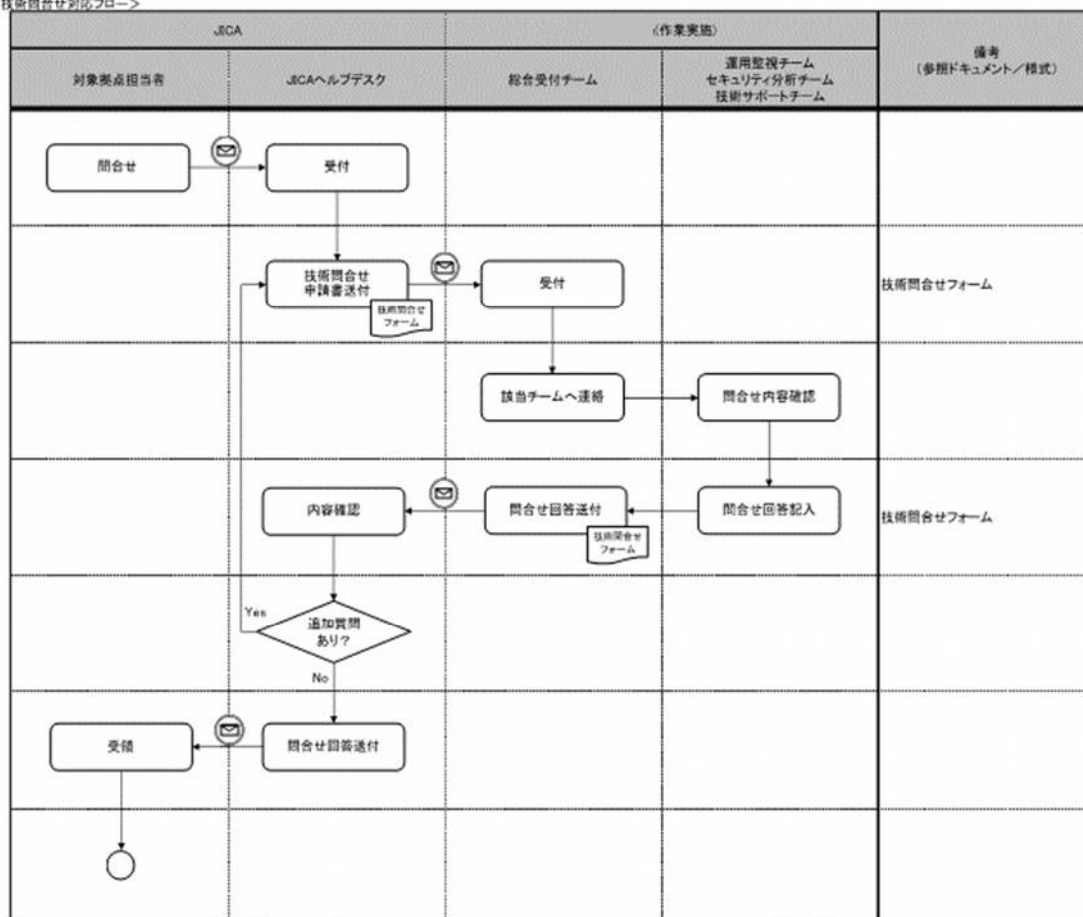 技術問合せ対応フロー>
JICA
(作業実施)
備考
(参照ドキュメント/様式)
対象拠点担当者
JICAヘルプデスク
総合受付チーム
運用監視チーム
セキュリティ分析チーム
技術サポートチーム
問合せ
受付
技術問合せ
申請書送付
技術問合せ
フォーム
受付
技術問合せフォーム
該当チームへ連絡
問合せ内容確認
内容確認
問合せ回答送付
技術問合せ
フォーム
問合せ回答記入
技術問合せフォーム
Yes
追加質問
あり?
No
受領
問合せ回答送付